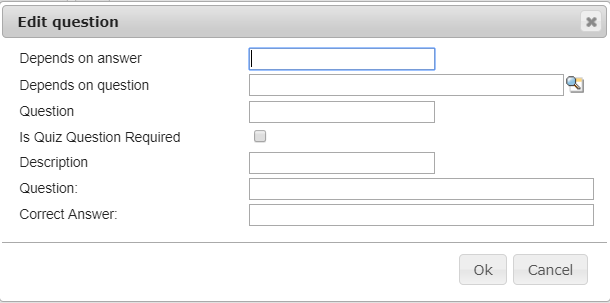 Edit question
Depends on answer
Depends on question
Question
Is Quiz Question Required
Description
Question:
Correct Answer:
Ok Cancel